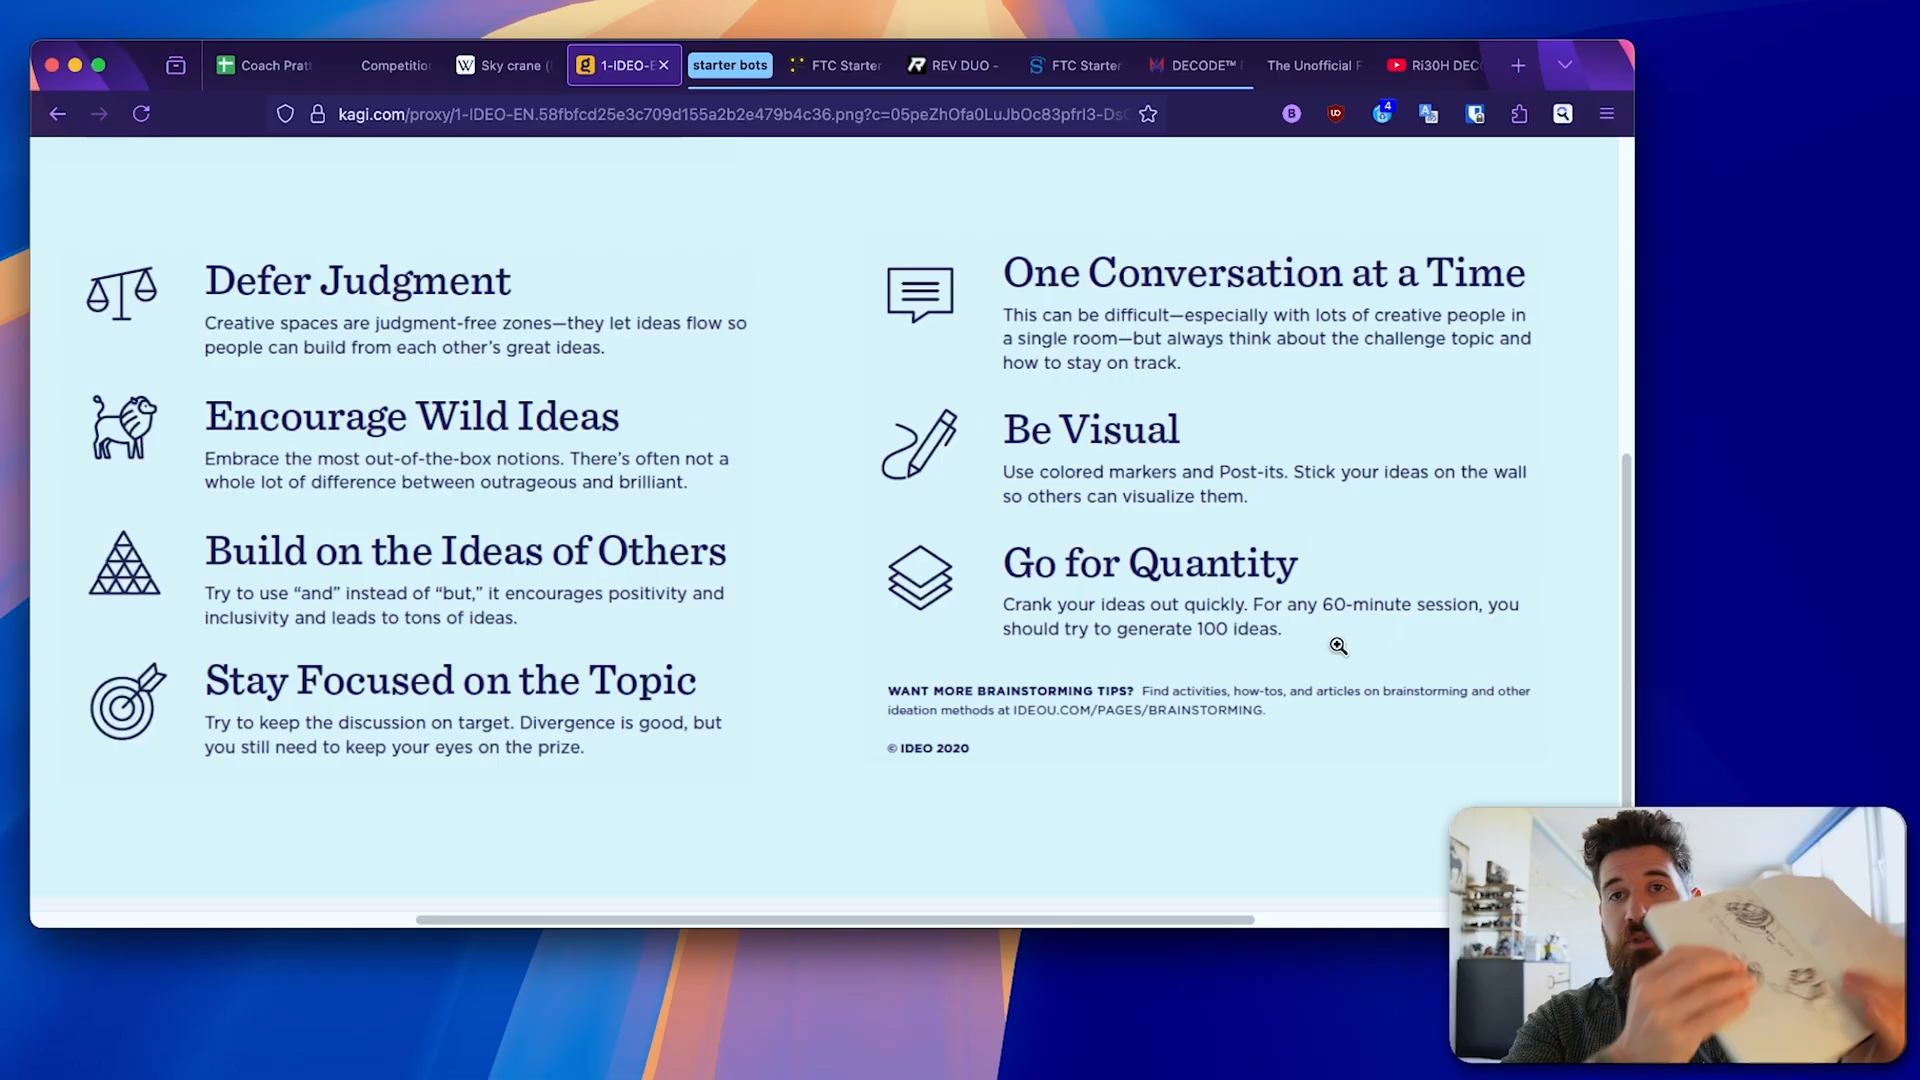 Coach Pratt
Competitio
Sky crane (
1-IDEO-E
starter bots
FTC Starter
REV DUO -
FTC Starter
DECODE™
The Unofficial F
Ri30H DEC
kagi.com/proxy/1-IDEO-EN.58fbfcd25e3c709d155a2b2e479b4c36.png?c=05peZhOfa0LuJbOc83pfrI3-Ds
4
Defer Judgment
Creative spaces are judgment-free zones—they let ideas flow so
people can build from each other's great ideas.
Encourage Wild Ideas
Embrace the most out-of-the-box notions. There's often not a
whole lot of difference between outrageous and brilliant.
Build on the Ideas of Others
Try to use “and” instead of “but,” it encourages positivity and
inclusivity and leads to tons of ideas.
Stay Focused on the Topic
Try to keep the discussion on target. Divergence is good, but
you still need to keep your eyes on the prize.
One Conversation at a Time
This can be difficult—especially with lots of creative people in
a single room—but always think about the challenge topic and
how to stay on track.
Be Visual
Use colored markers and Post-its. Stick your ideas on the wall
so others can visualize them.
Go for Quantity
Crank your ideas out quickly. For any 60-minute session, you
should try to generate 100 ideas.
WANT MORE BRAINSTORMING TIPS? Find activities, how-tos, and articles on brainstorming and other
ideation methods at IDEOU.COM/PAGES/BRAINSTORMING.
© IDEO 2020